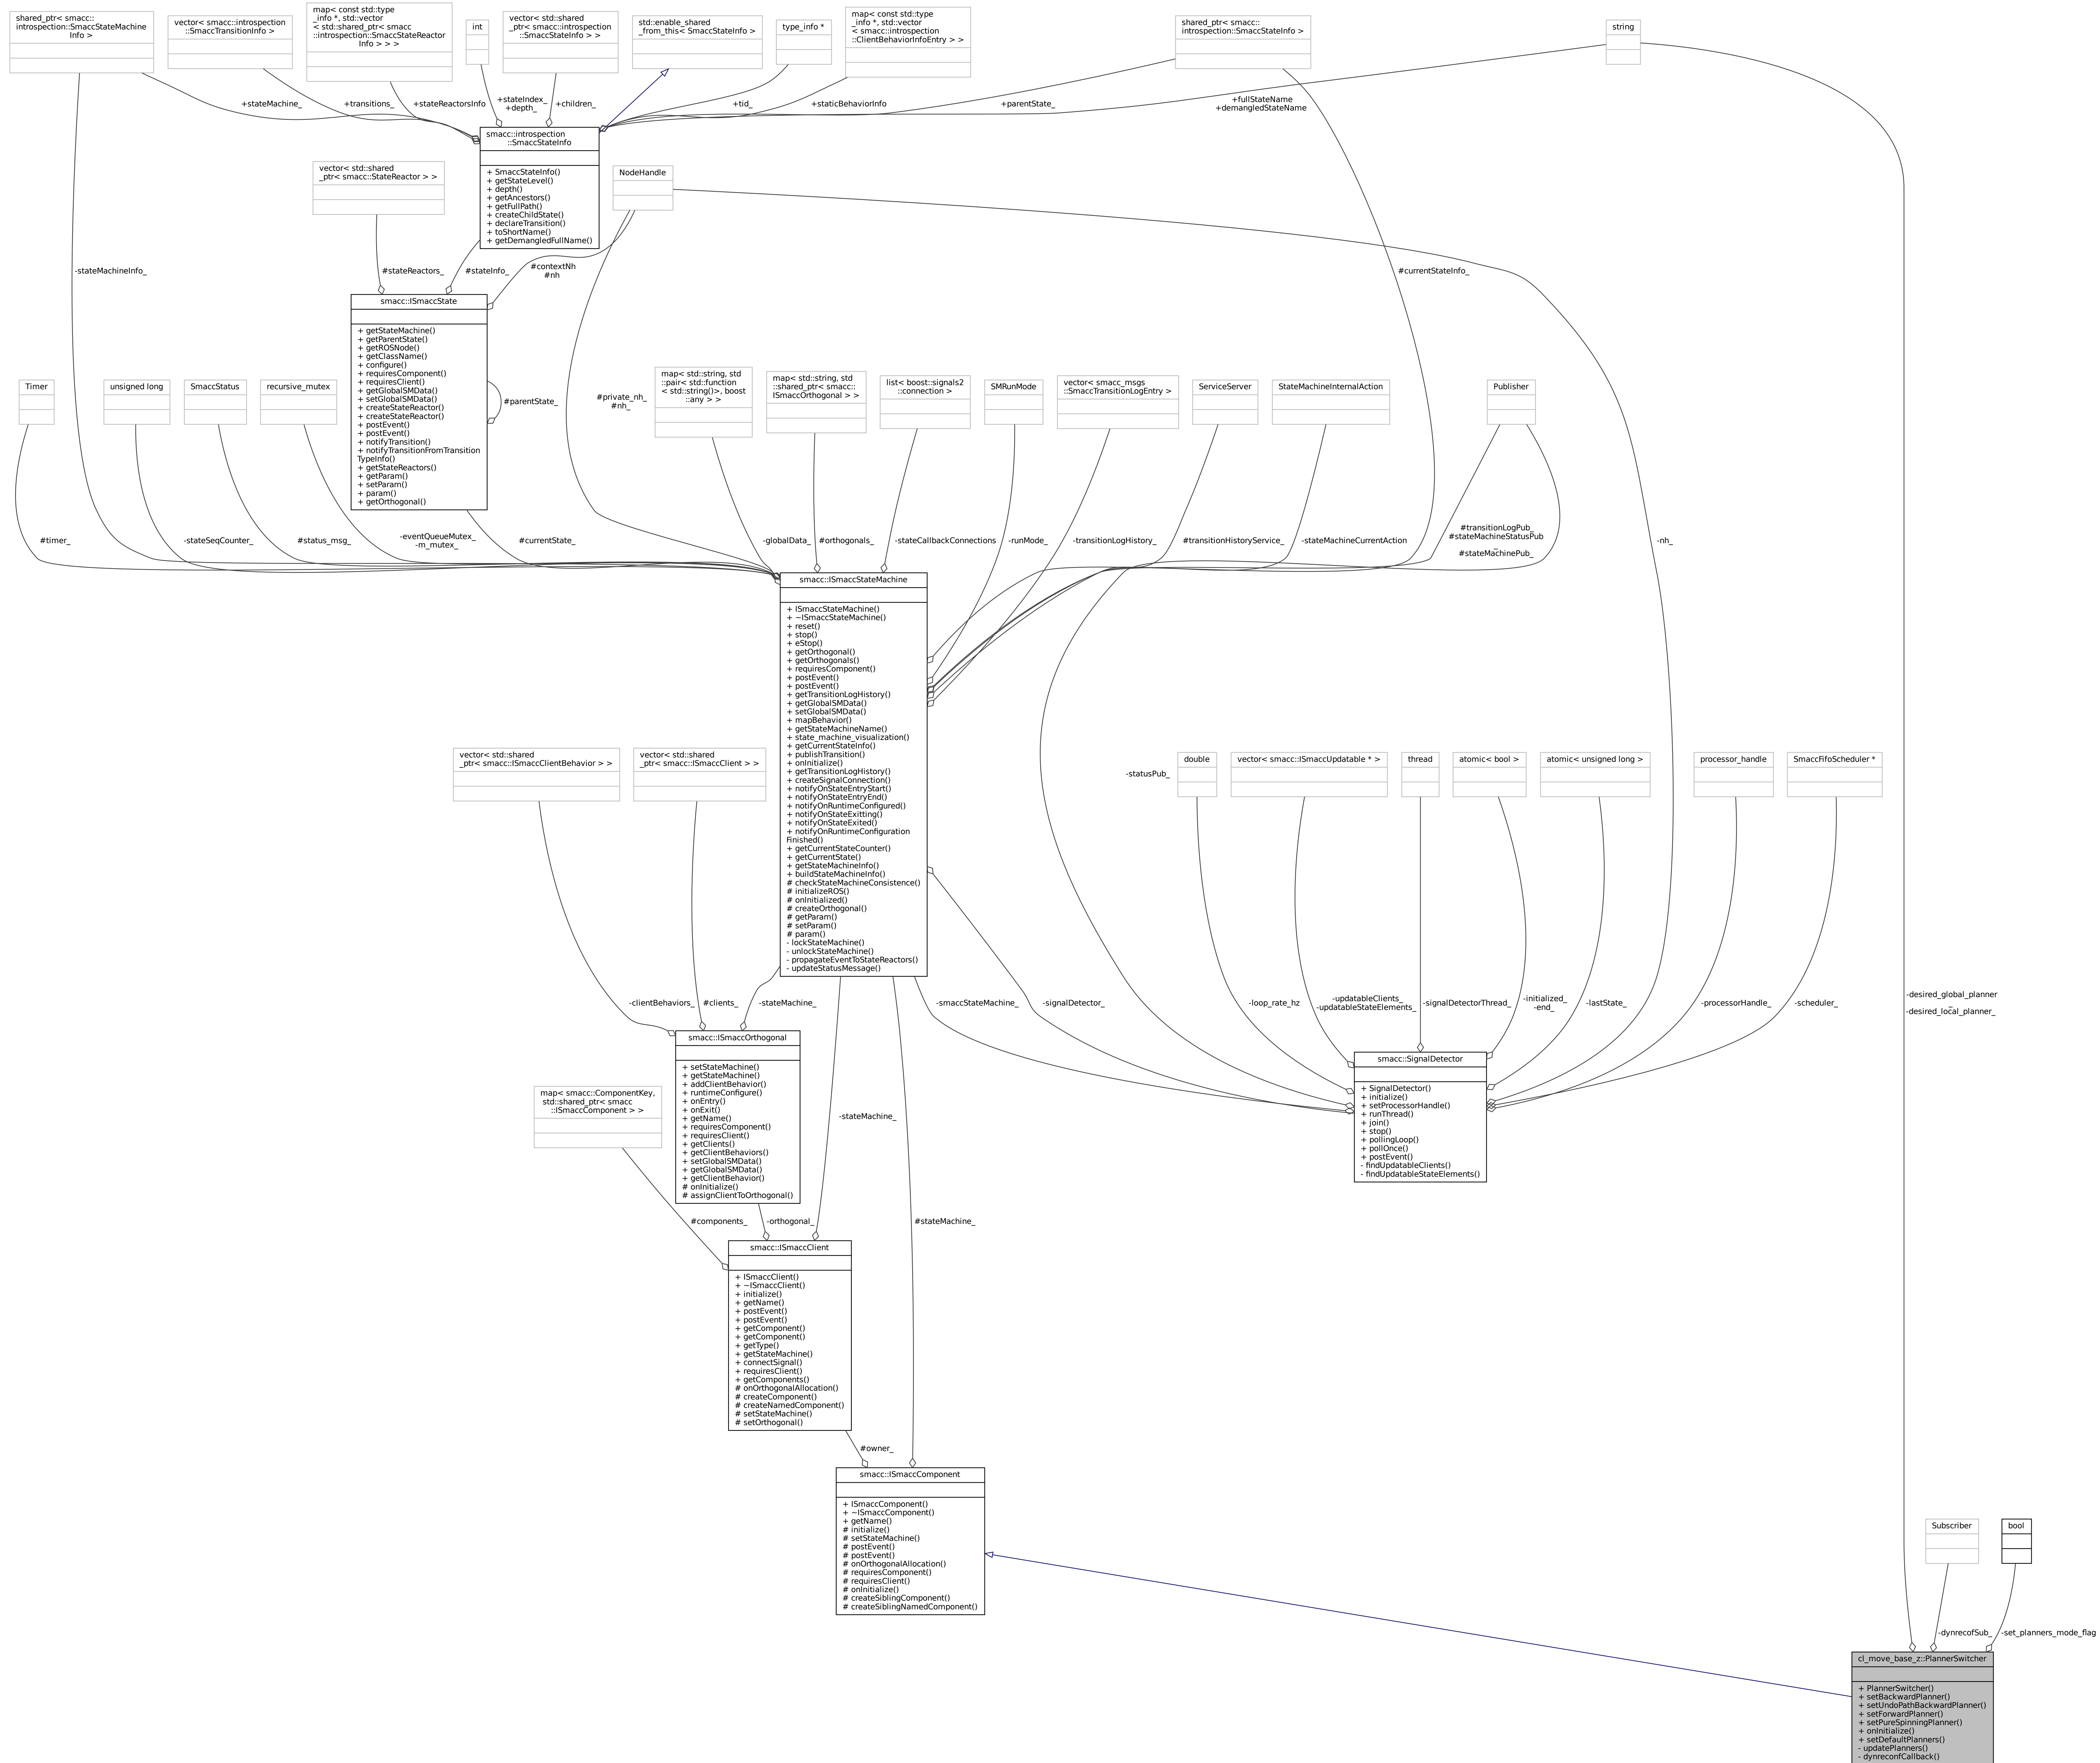 shared_ptr< smacc::
introspection::SmaccStateMachine
Info >
vector< smacc::introspection
::SmaccTransitionInfo >
map< const std::type
_info *, std::vector
< std::shared_ptr< smacc
::introspection::SmaccStateReactor
Info > > >
int
vector< std::shared
_ptr< smacc::introspection
::SmaccStateInfo > >
std::enable_shared
_from_this< SmaccStateInfo >
type_info *
map< const std::type
_info *, std::vector
< smacc::introspection
::ClientBehaviorInfoEntry > >
shared_ptr< smacc::
introspection::SmaccStateInfo >
string
+stateMachine_
+transitions_
+stateReactorsInfo
+stateIndex_
+depth_
+children_
+tid_
+staticBehaviorInfo
+parentState_
+fullStateName
+demangledStateName
smacc::introspection
::SmaccStateInfo
+ SmaccStateInfo()
+ getStateLevel()
+ depth()
+ getAncestors()
+ getFullPath()
+ createChildState()
+ declareTransition()
+ toShortName()
+ getDemangledFullName()
vector< std::shared
_ptr< smacc::StateReactor > >
NodeHandle
-stateMachineInfo_
#stateReactors_
#stateInfo_
#contextNh
#nh
#currentStateInfo_
smacc::ISmaccState
+ getStateMachine()
+ getParentState()
+ getROSNode()
+ getClassName()
+ configure()
+ requiresComponent()
+ requiresClient()
+ getGlobalSMData()
+ setGlobalSMData()
+ createStateReactor()
+ createStateReactor()
+ postEvent()
+ postEvent()
+ notifyTransition()
+ notifyTransitionFromTransition
TypeInfo()
+ getStateReactors()
+ getParam()
+ setParam()
+ param()
+ getOrthogonal()
#parentState_
#private_nh_
#nh_
Timer
unsigned long
SmaccStatus
recursive_mutex
map< std::string, std
::pair< std::function
< std::string()>, boost
::any > >
map< std::string, std
::shared_ptr< smacc::
ISmaccOrthogonal > >
list< boost::signals2
::connection >
SMRunMode
vector< smacc_msgs
::SmaccTransitionLogEntry >
ServiceServer
StateMachineInternalAction
Publisher
#timer_
-stateSeqCounter_
#status_msg_
-eventQueueMutex_
-m_mutex_
#currentState_
-globalData_
#orthogonals_
-stateCallbackConnections
-runMode_
-transitionLogHistory_
#transitionHistoryService_
-stateMachineCurrentAction
#transitionLogPub_
#stateMachineStatusPub
_
#stateMachinePub_
-nh_
smacc::ISmaccStateMachine
+ ISmaccStateMachine()
+ ~ISmaccStateMachine()
+ reset()
+ stop()
+ eStop()
+ getOrthogonal()
+ getOrthogonals()
+ requiresComponent()
+ postEvent()
+ postEvent()
+ getTransitionLogHistory()
+ getGlobalSMData()
+ setGlobalSMData()
+ mapBehavior()
+ getStateMachineName()
+ state_machine_visualization()
+ getCurrentStateInfo()
+ publishTransition()
+ onInitialize()
+ getTransitionLogHistory()
+ createSignalConnection()
+ notifyOnStateEntryStart()
+ notifyOnStateEntryEnd()
+ notifyOnRuntimeConfigured()
+ notifyOnStateExitting()
+ notifyOnStateExited()
+ notifyOnRuntimeConfiguration
Finished()
+ getCurrentStateCounter()
+ getCurrentState()
+ getStateMachineInfo()
+ buildStateMachineInfo()
# checkStateMachineConsistence()
# initializeROS()
# onInitialized()
# createOrthogonal()
# getParam()
# setParam()
# param()
- lockStateMachine()
- unlockStateMachine()
- propagateEventToStateReactors()
- updateStatusMessage()
vector< std::shared
_ptr< smacc::ISmaccClientBehavior > >
vector< std::shared
_ptr< smacc::ISmaccClient > >
-statusPub_
double
vector< smacc::ISmaccUpdatable * >
thread
atomic< bool >
atomic< unsigned long >
processor_handle
SmaccFifoScheduler *
-clientBehaviors_
#clients_
-stateMachine_
-smaccStateMachine_
-signalDetector_
-loop_rate_hz
-updatableClients_
-updatableStateElements_
-signalDetectorThread_
-initialized_
-end_
-lastState_
-processorHandle_
-scheduler_
-desired_global_planner
_
-desired_local_planner_
smacc::ISmaccOrthogonal
+ setStateMachine()
+ getStateMachine()
+ addClientBehavior()
+ runtimeConfigure()
+ onEntry()
+ onExit()
+ getName()
+ requiresComponent()
+ requiresClient()
+ getClients()
+ getClientBehaviors()
+ setGlobalSMData()
+ getGlobalSMData()
+ getClientBehavior()
# onInitialize()
# assignClientToOrthogonal()
smacc::SignalDetector
+ SignalDetector()
+ initialize()
+ setProcessorHandle()
+ runThread()
+ join()
+ stop()
+ pollingLoop()
+ pollOnce()
+ postEvent()
- findUpdatableClients()
- findUpdatableStateElements()
map< smacc::ComponentKey,
std::shared_ptr< smacc
::ISmaccComponent > >
-stateMachine_
#components_
-orthogonal_
#stateMachine_
smacc::ISmaccClient
+ ISmaccClient()
+ ~ISmaccClient()
+ initialize()
+ getName()
+ postEvent()
+ postEvent()
+ getComponent()
+ getComponent()
+ getType()
+ getStateMachine()
+ connectSignal()
+ requiresClient()
+ getComponents()
# onOrthogonalAllocation()
# createComponent()
# createNamedComponent()
# setStateMachine()
# setOrthogonal()
#owner_
smacc::ISmaccComponent
+ ISmaccComponent()
+ ~ISmaccComponent()
+ getName()
# initialize()
# setStateMachine()
# postEvent()
# postEvent()
# onOrthogonalAllocation()
# requiresComponent()
# requiresClient()
# onInitialize()
# createSiblingComponent()
# createSiblingNamedComponent()
Subscriber
bool
-dynrecofSub_
-set_planners_mode_flag
cl_move_base_z::PlannerSwitcher
+ PlannerSwitcher()
+ setBackwardPlanner()
+ setUndoPathBackwardPlanner()
+ setForwardPlanner()
+ setPureSpinningPlanner()
+ onInitialize()
+ setDefaultPlanners()
- updatePlanners()
- dynreconfCallback()